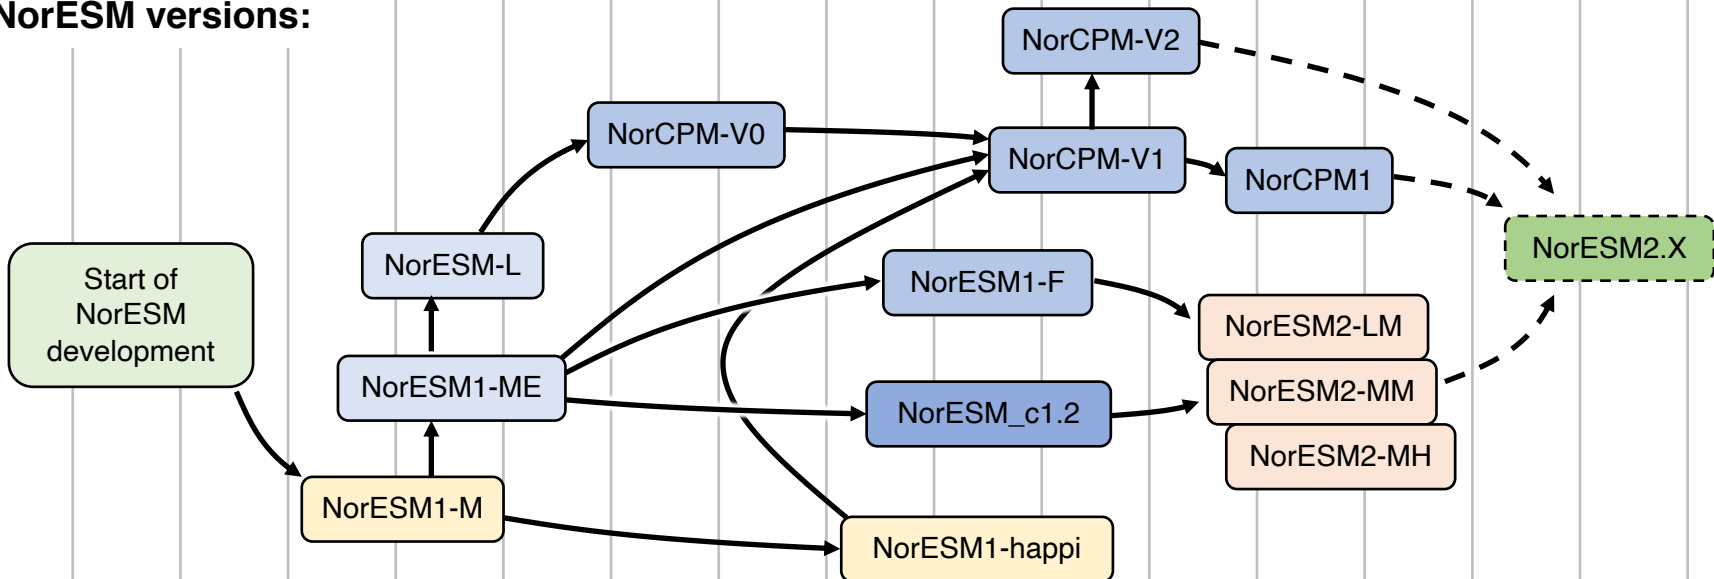 NorESM versions:
NorCPM-V2
NorCPM-V0
NorCPM-V1
NorCPM1
NorESM-L
NorESM2.X
Start of
NorESM
development
NorESM1-F
NorESM2-LM
NorESM1-ME
NorESM_c1.2
NorESM2-MM
NorESM2-MH
NorESM1-M
NorESM1-happi